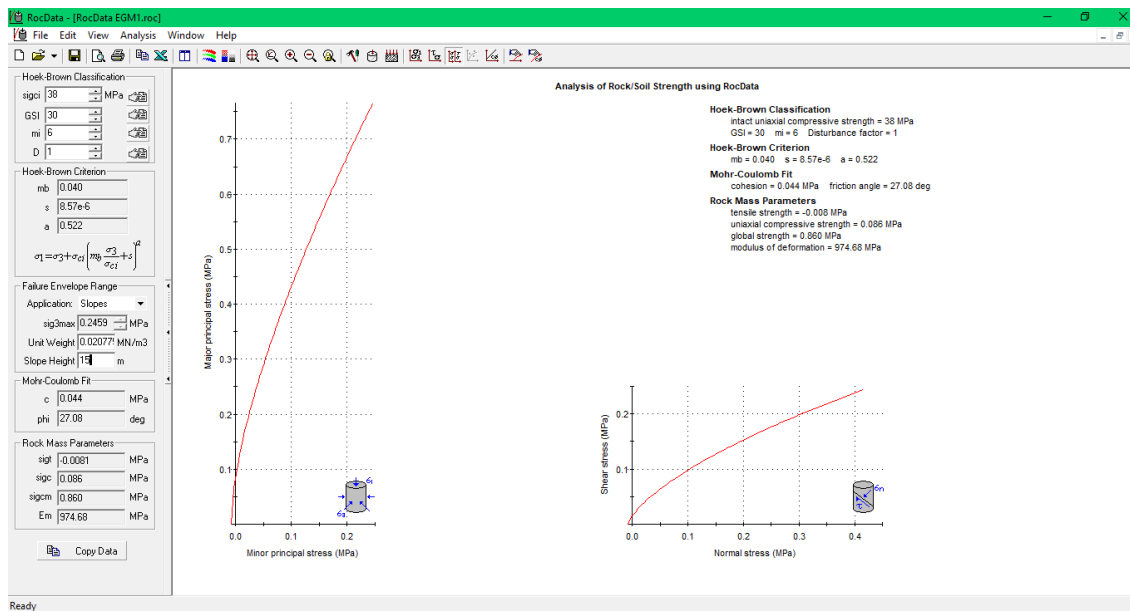 RocData - [RocData EGM1.roc]
File Edit View Analysis Window Help
Hoek-Brown Classification
sigci 38 MPa
GSI 30
mi 6
D 1
Hoek-Brown Criterion
mb 0.040
s 8.57e-6
a 0.522
σ1=σ3+σci(mb σ3/σci+s)^a
Failure Envelope Range
Application: Slopes
sig3max 0.2459 MPa
Unit Weight 0.02077 MN/m3
Slope Height 15 m
Mohr-Coulomb Fit
c 0.044 MPa
phi 27.08 deg
Rock Mass Parameters
sigt -0.0081 MPa
sigc 0.086 MPa
sigcm 0.860 MPa
Em 974.68 MPa
Copy Data
Analysis of Rock/Soil Strength using RocData
Hoek-Brown Classification
intact uniaxial compressive strength = 38 MPa
GSI = 30 mi = 6 Disturbance factor = 1
Hoek-Brown Criterion
mb = 0.040 s = 8.57e-6 a = 0.522
Mohr-Coulomb Fit
cohesion = 0.044 MPa friction angle = 27.08 deg
Rock Mass Parameters
tensile strength = -0.008 MPa
uniaxial compressive strength = 0.086 MPa
global strength = 0.860 MPa
modulus of deformation = 974.68 MPa
Major principal stress (MPa)
0.7
0.6
0.5
0.4
0.3
0.2
0.1
0.0 0.1 0.2
Minor principal stress (MPa)
σ1
σ3
Shear stress (MPa)
0.2
0.1
0.0 0.1 0.2 0.3 0.4
Normal stress (MPa)
σn
τ
Ready